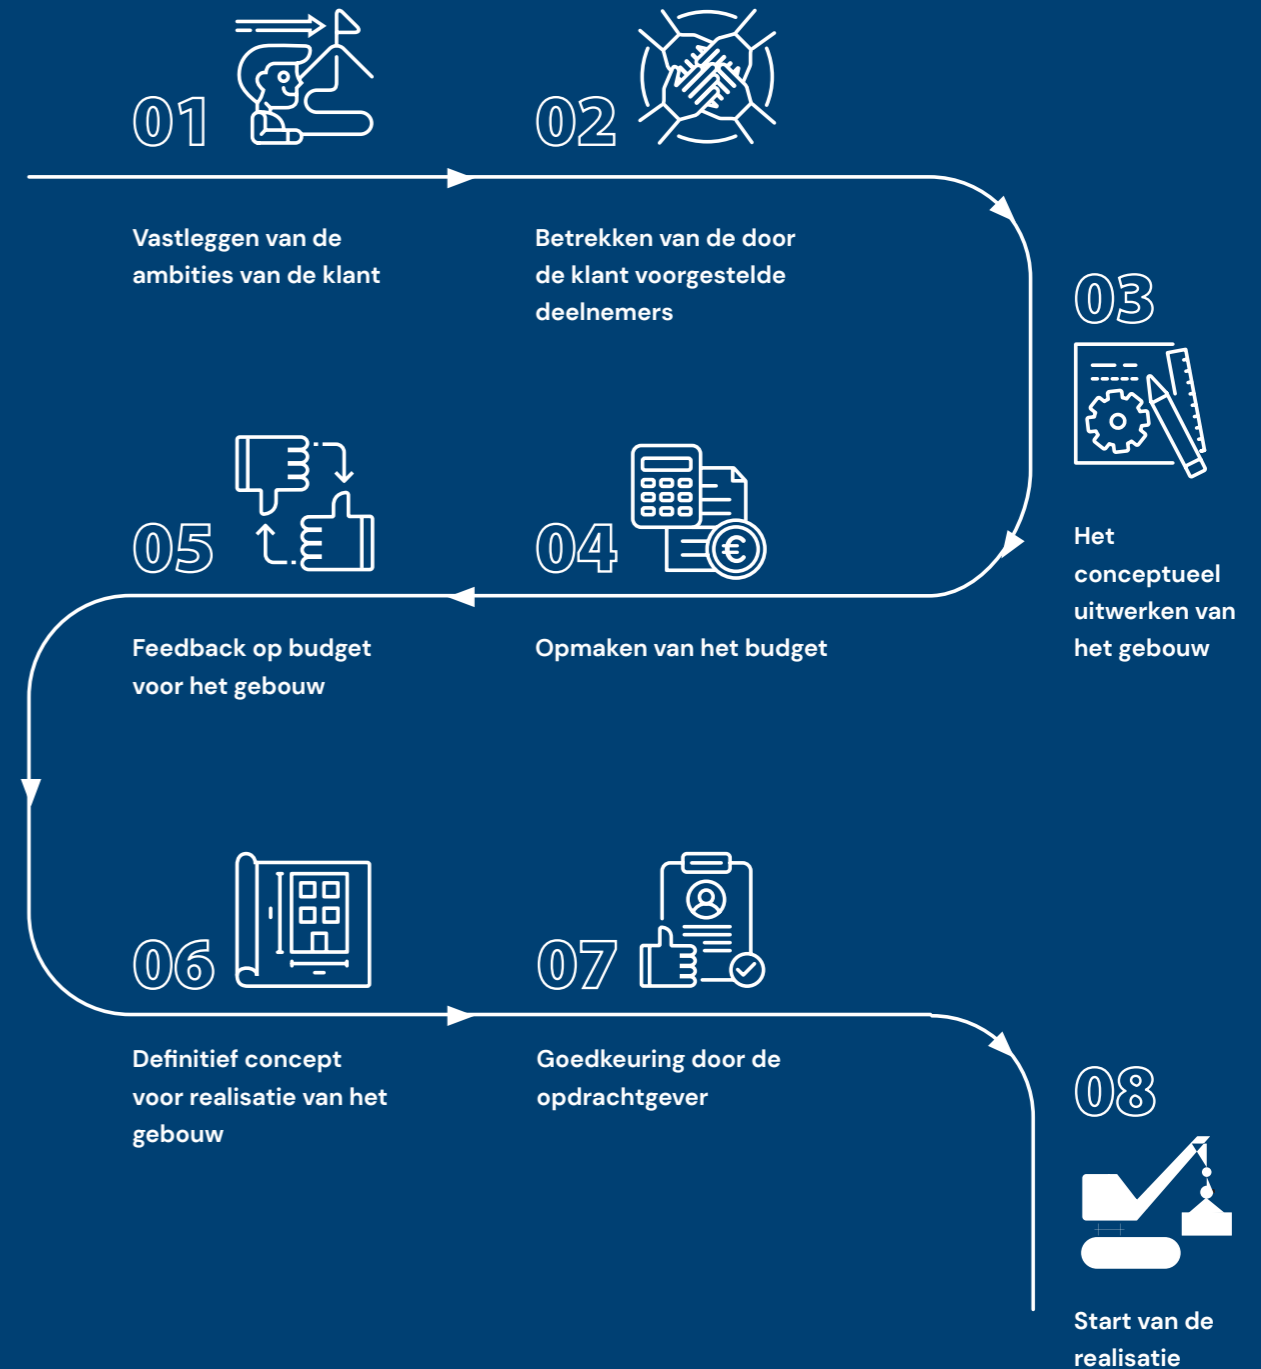 01
Vastleggen van de
ambities van de klant
02
Betrekken van de door
de klant voorgestelde
deelnemers
03
Het
conceptueel
uitwerken van
het gebouw
04
€
Opmaken van het budget
05
Feedback op budget
voor het gebouw
06
Definitief concept
voor realisatie van het
gebouw
07
Goedkeuring door de
opdrachtgever
08
Start van de
realisatie